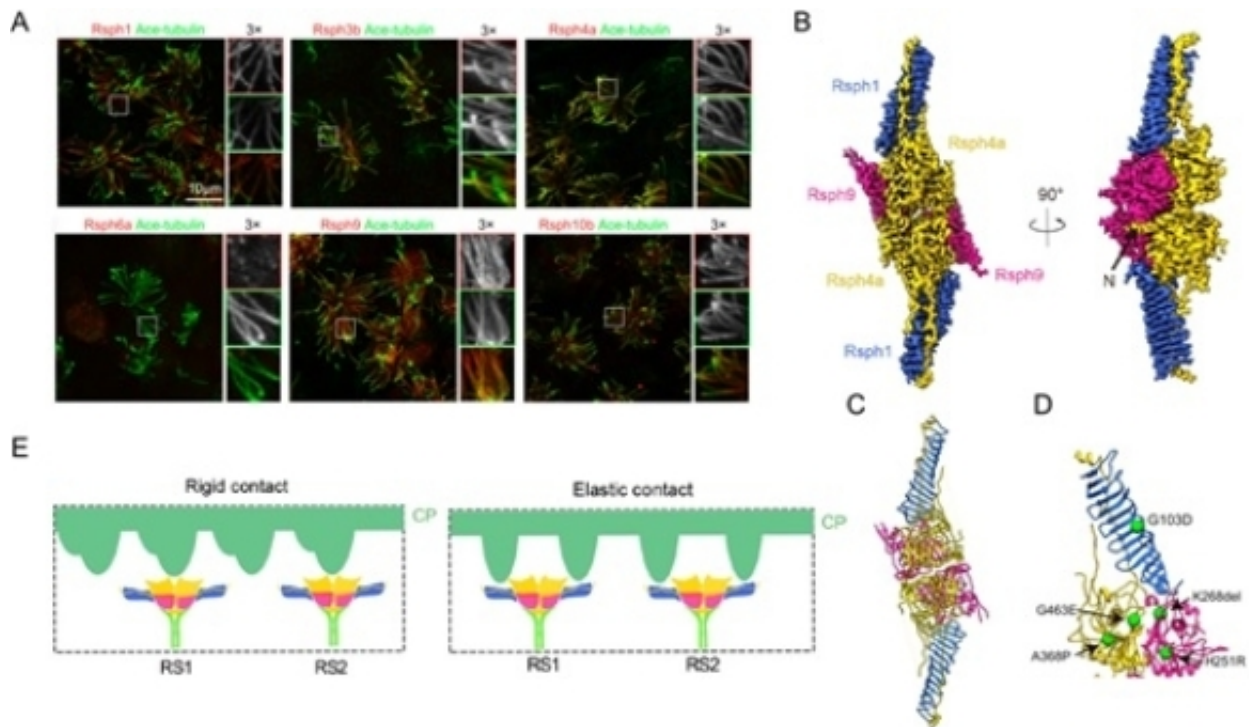 A
Rsph1 Ace-tubulin 3×
Rsph3b Ace-tubulin 3×
Rsph4a Ace-tubulin 3×
10μm
Rsph6a Ace-tubulin 3×
Rsph9 Ace-tubulin 3×
Rsph10b Ace-tubulin 3×
B
Rsph1
Rsph4a
Rsph9
90°
Rsph4a
Rsph9
N
Rsph1
C
D
G103D
K268del
G463E
A368P
H251R
E
Rigid contact
CP
RS1
RS2
Elastic contact
CP
RS1
RS2